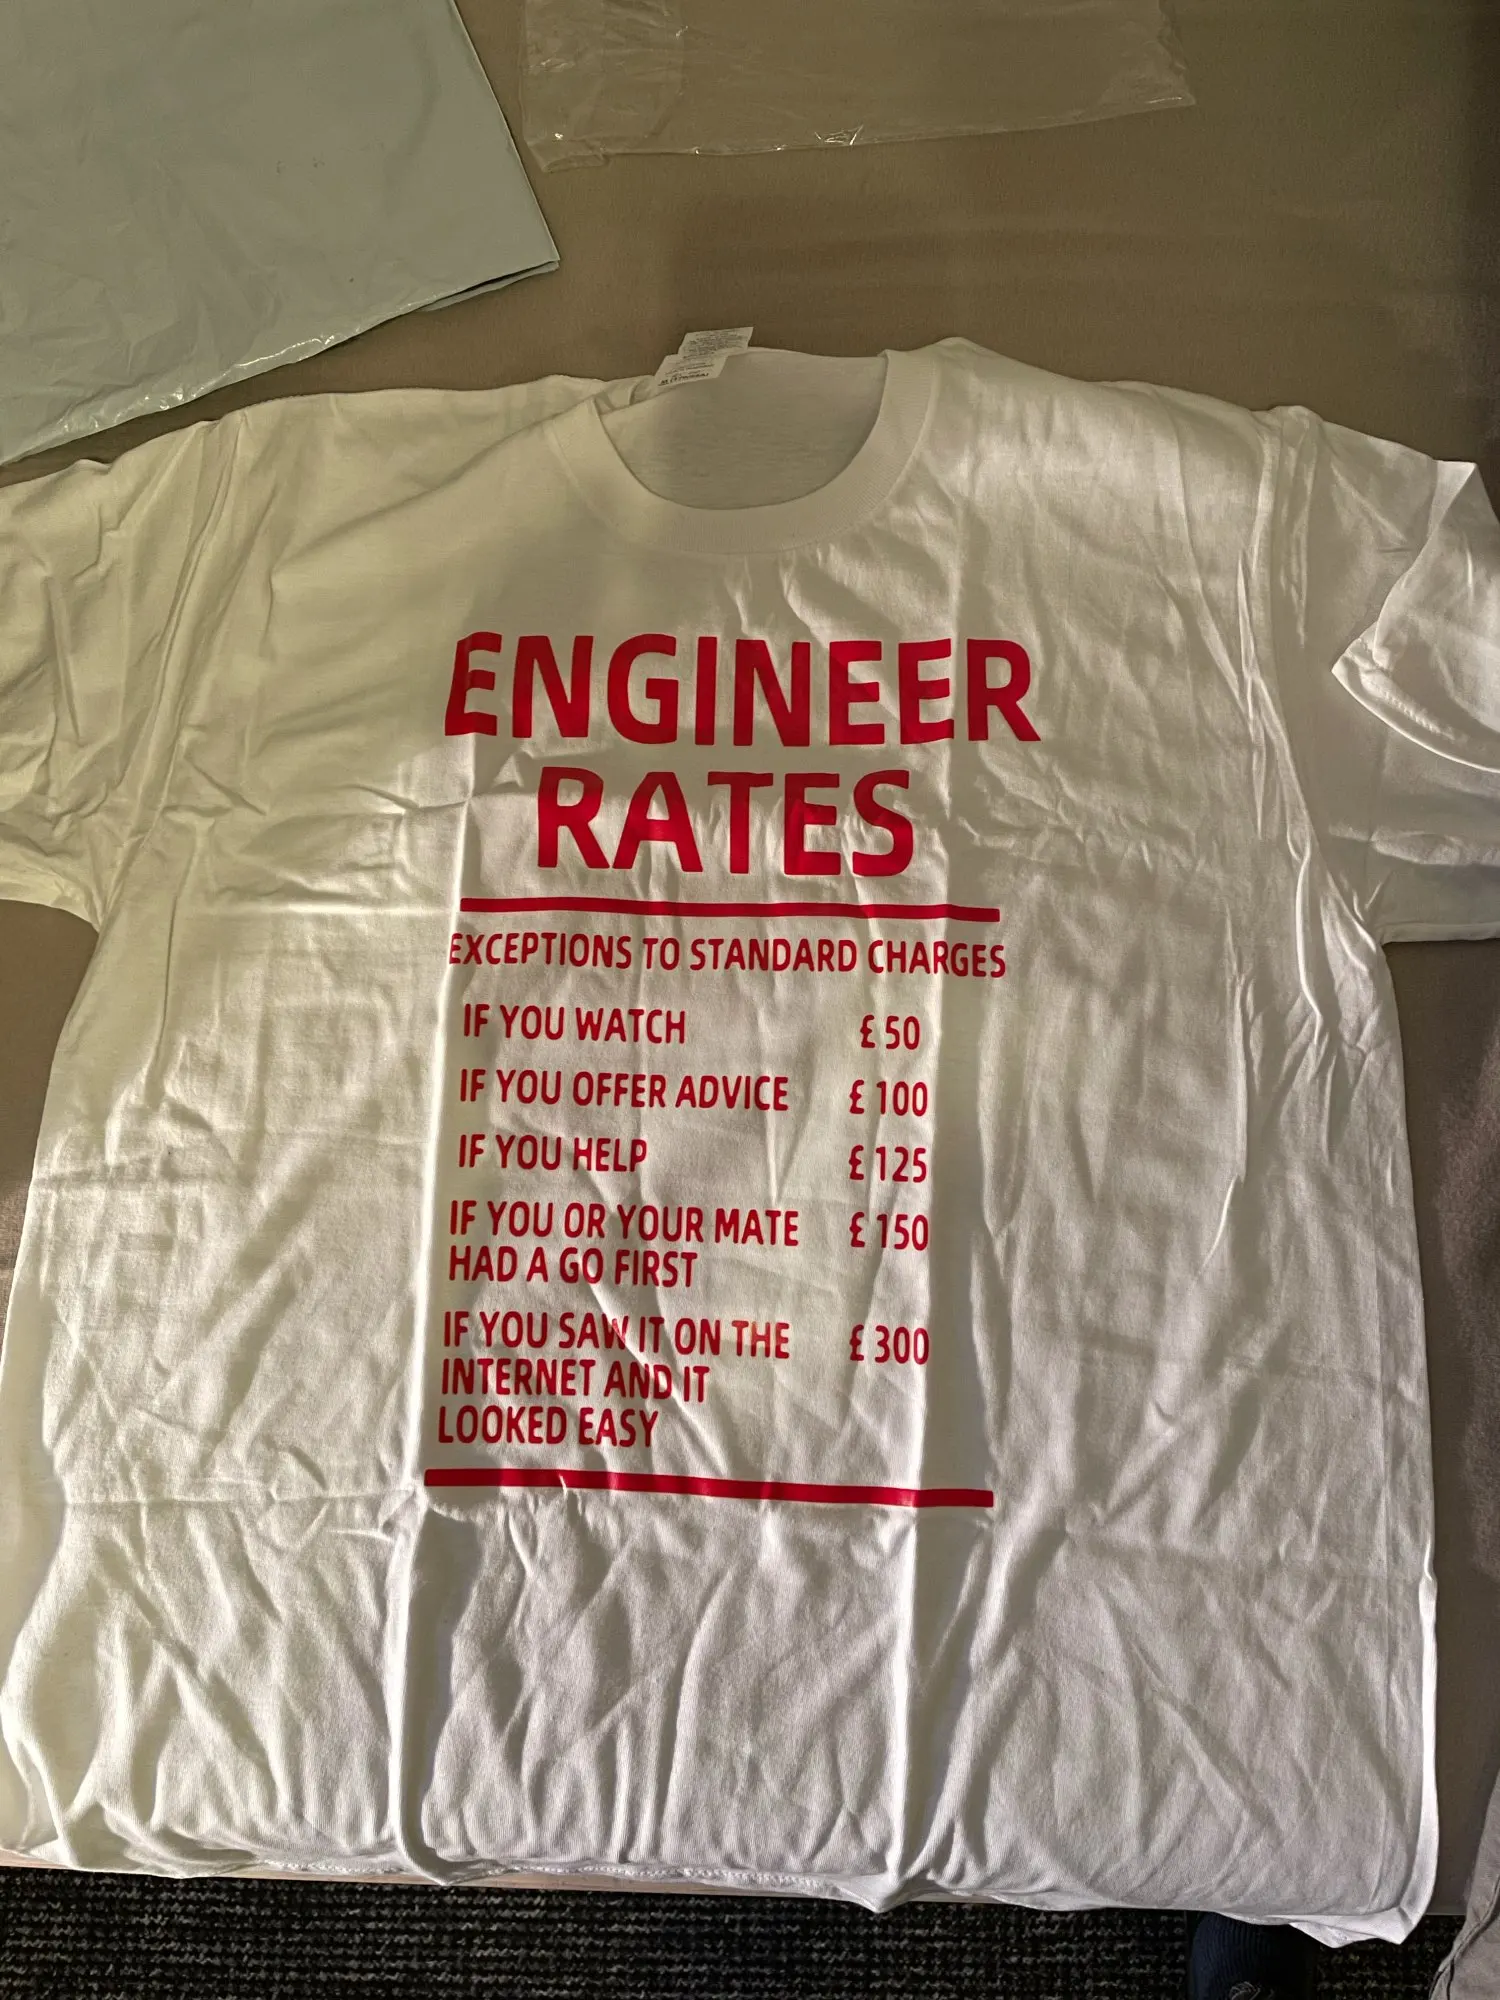 ENGINEER
RATES
EXCEPTIONS TO STANDARD CHARGES
IF YOU WATCH £ 50
IF YOU OFFER ADVICE £ 100
IF YOU HELP £ 125
IF YOU OR YOUR MATE £ 150
HAD A GO FIRST
IF YOU SAW IT ON THE £ 300
INTERNET AND IT
LOOKED EASY